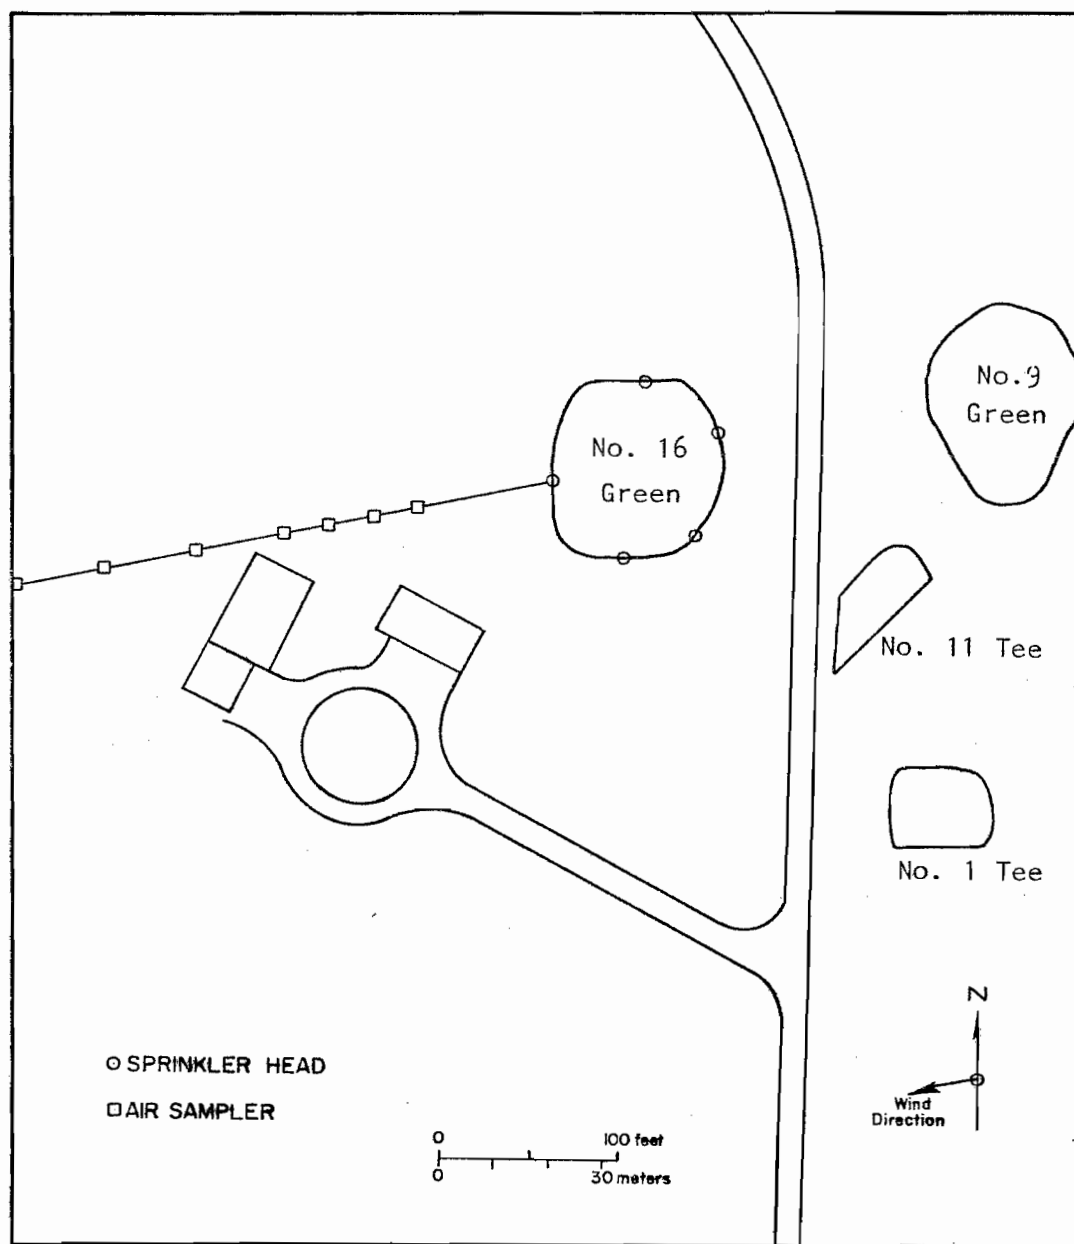 No. 16
Green
No.9
Green
No. 11 Tee
No. 1 Tee
SPRINKLER HEAD
AIR SAMPLER
0 100 feet
0 30 meters
N
Wind
Direction